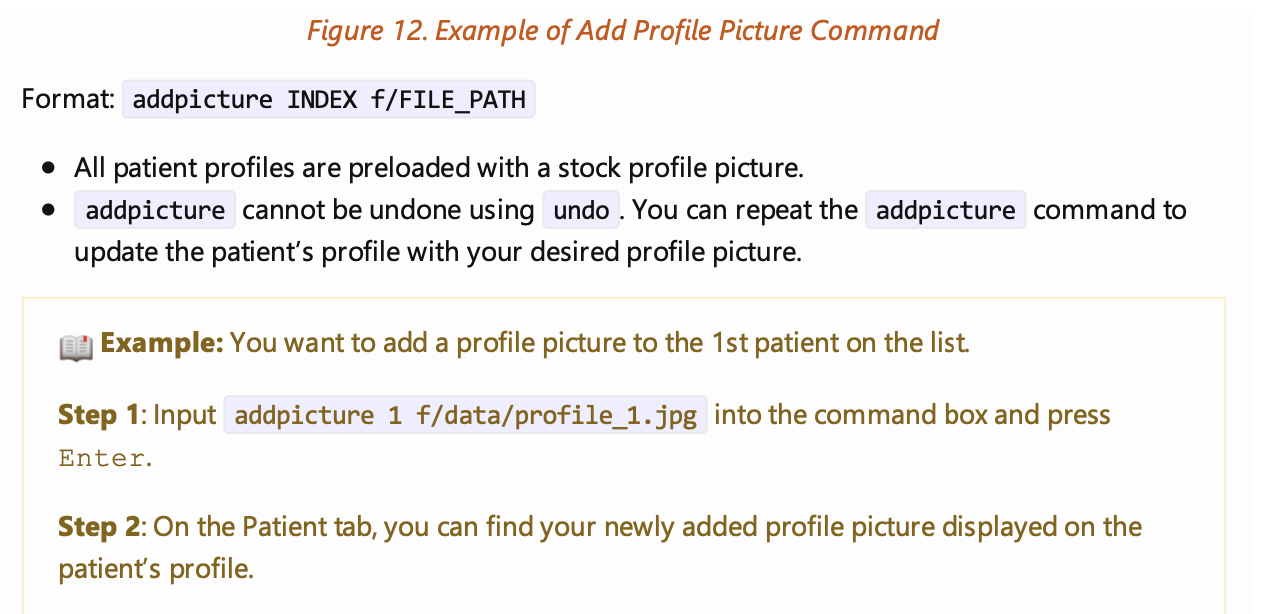 Figure 12. Example of Add Profile Picture Command
Format: addpicture INDEX f/FILE_PATH
• All patient profiles are preloaded with a stock profile picture.
• addpicture cannot be undone using undo. You can repeat the addpicture command to
update the patient’s profile with your desired profile picture.
📖 Example: You want to add a profile picture to the 1st patient on the list.
Step 1: Input addpicture 1 f/data/profile_1.jpg into the command box and press
Enter.
Step 2: On the Patient tab, you can find your newly added profile picture displayed on the
patient’s profile.